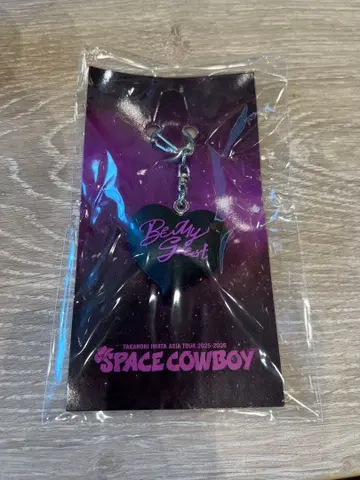 Be My
Guest
TAKANORI IWATA ASIA TOUR 2025-2026
SPACE COWBOY